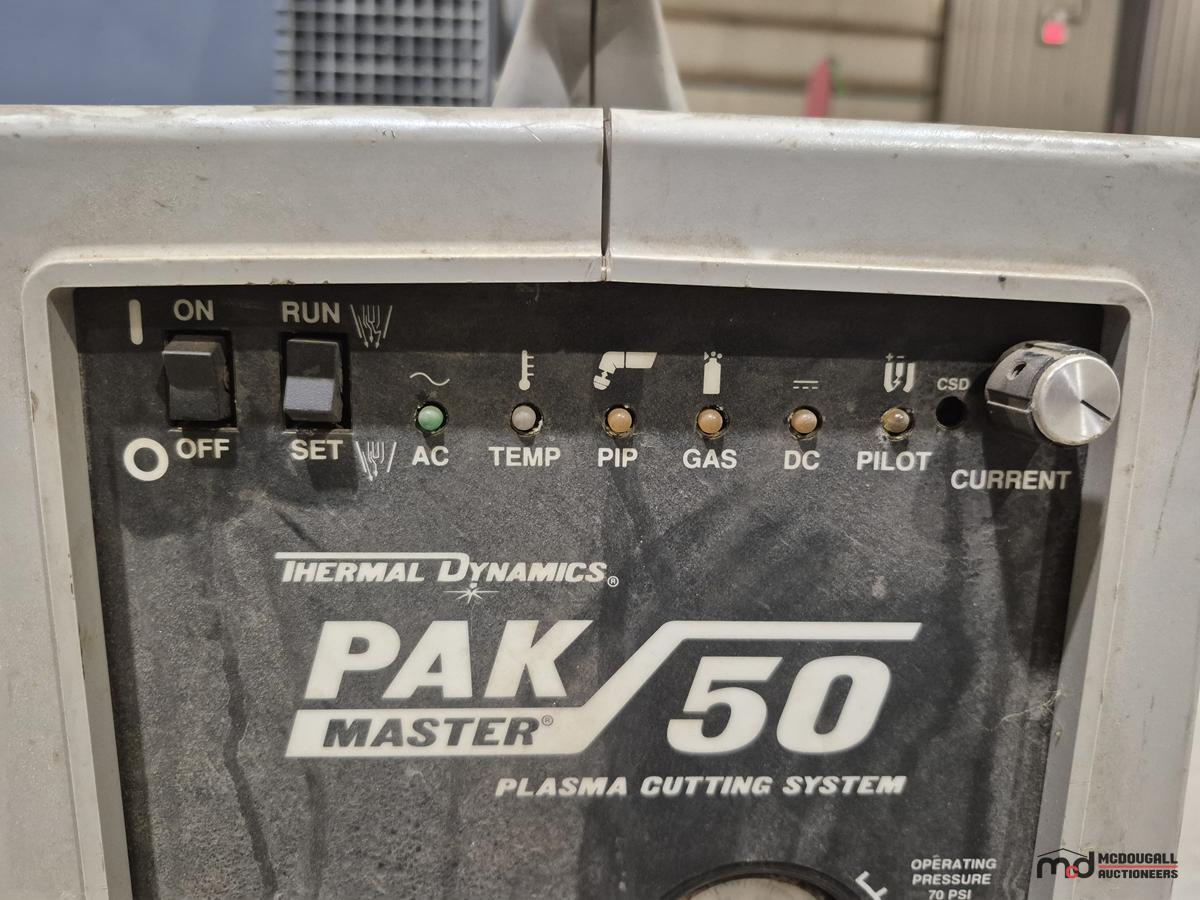 ON
RUN
CSD
OFF
SET
AC
TEMP
PIP
GAS
DC
PILOT
CURRENT
THERMAL DYNAMICS®
PAK
MASTER®
50
PLASMA CUTTING SYSTEM
OPERATING
PRESSURE
70 PSI
mcd MCDOUGALL
AUCTIONEERS